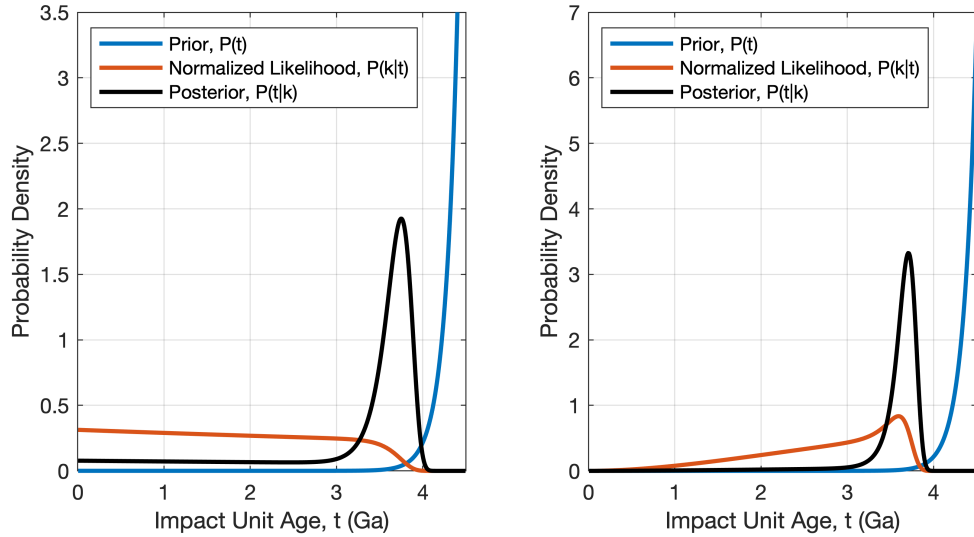 3.5
3
2.5
2
1.5
1
0.5
0
Probability Density
Prior, P(t)
Normalized Likelihood, P(k|t)
Posterior, P(t|k)
0
1
2
3
4
Impact Unit Age, t (Ga)
7
6
5
4
3
2
1
0
Probability Density
Prior, P(t)
Normalized Likelihood, P(k|t)
Posterior, P(t|k)
0
1
2
3
4
Impact Unit Age, t (Ga)